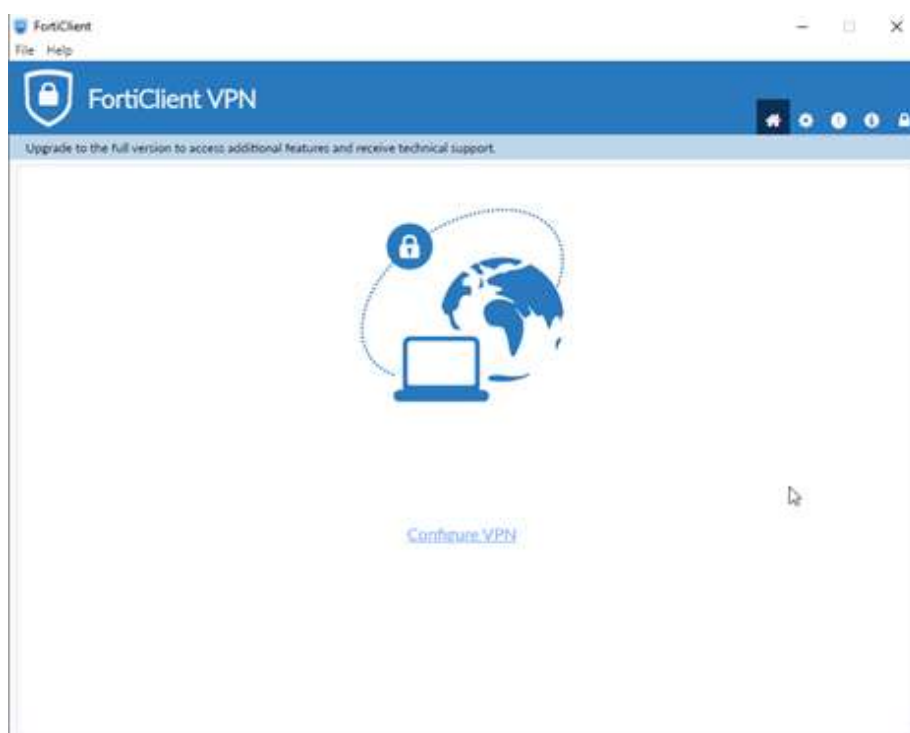 FortiClient
File Help
FortiClient VPN
Upgrade to the full version to access additional features and receive technical support.
Configure VPN